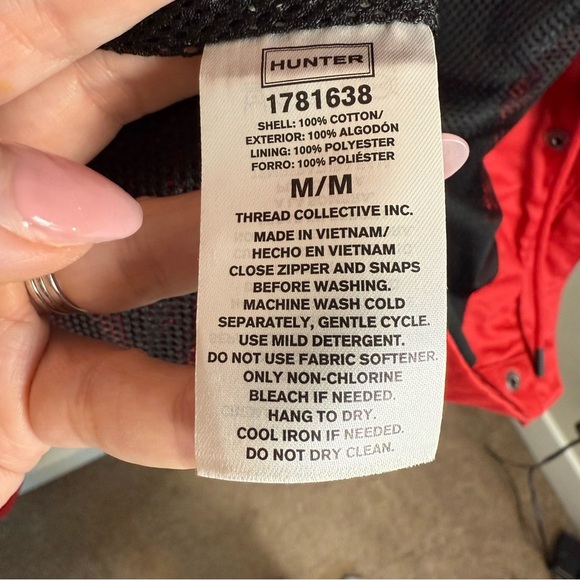 HUNTER
1781638
SHELL: 100% COTTON/
EXTERIOR: 100% ALGODÓN
LINING: 100% POLYESTER
FORRO: 100% POLIÉSTER
M/M
THREAD COLLECTIVE INC.
MADE IN VIETNAM/
HECHO EN VIETNAM
CLOSE ZIPPER AND SNAPS
BEFORE WASHING.
MACHINE WASH COLD
SEPARATELY, GENTLE CYCLE.
USE MILD DETERGENT.
DO NOT USE FABRIC SOFTENER.
ONLY NON-CHLORINE
BLEACH IF NEEDED.
HANG TO DRY.
COOL IRON IF NEEDED.
DO NOT DRY CLEAN.